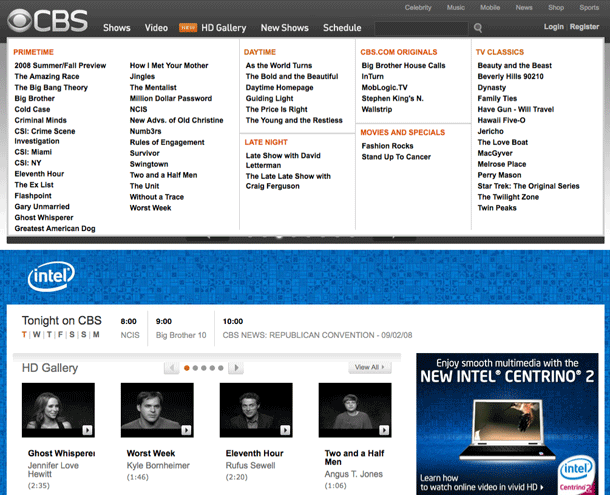 CBS
Celebrity Music Mobile News Shop Sports
Shows Video NEW HD Gallery New Shows Schedule
Login | Register
PRIMETIME
2008 Summer/Fall Preview
The Amazing Race
The Big Bang Theory
Big Brother
Cold Case
Criminal Minds
CSI: Crime Scene
Investigation
CSI: Miami
CSI: NY
Eleventh Hour
The Ex List
Flashpoint
Gary Unmarried
Ghost Whisperer
Greatest American Dog
How I Met Your Mother
Jingles
The Mentalist
Million Dollar Password
NCIS
New Advs. of Old Christine
Numb3rs
Rules of Engagement
Survivor
Swingtown
Two and a Half Men
The Unit
Without a Trace
Worst Week
DAYTIME
As the World Turns
The Bold and the Beautiful
Daytime Homepage
Guiding Light
The Price is Right
The Young and the Restless
LATE NIGHT
Late Show with David
Letterman
The Late Late Show with
Craig Ferguson
CBS.COM ORIGINALS
Big Brother House Calls
InTurn
MobLogic.TV
Stephen King's N.
Wallstrip
MOVIES AND SPECIALS
Fashion Rocks
Stand Up To Cancer
TV CLASSICS
Beauty and the Beast
Beverly Hills 90210
Dynasty
Family Ties
Have Gun - Will Travel
Hawaii Five-O
Jericho
The Love Boat
MacGyver
Melrose Place
Perry Mason
Star Trek: The Original Series
The Twilight Zone
Twin Peaks
intel
Tonight on CBS
T | W | T | F | S | S | M
8:00
NCIS
9:00
Big Brother 10
10:00
CBS NEWS: REPUBLICAN CONVENTION - 09/02/08
HD Gallery
View All
Ghost Whisperer
Jennifer Love
Hewitt
(2:35)
Worst Week
Kyle Bornheimer
(1:46)
Eleventh Hour
Rufus Sewell
(2:20)
Two and a Half
Men
Angus T. Jones
(1:06)
Enjoy smooth multimedia with the
NEW INTEL® CENTRINO® 2
Learn how
to watch online video in vivid HD
intel
Centrino 2